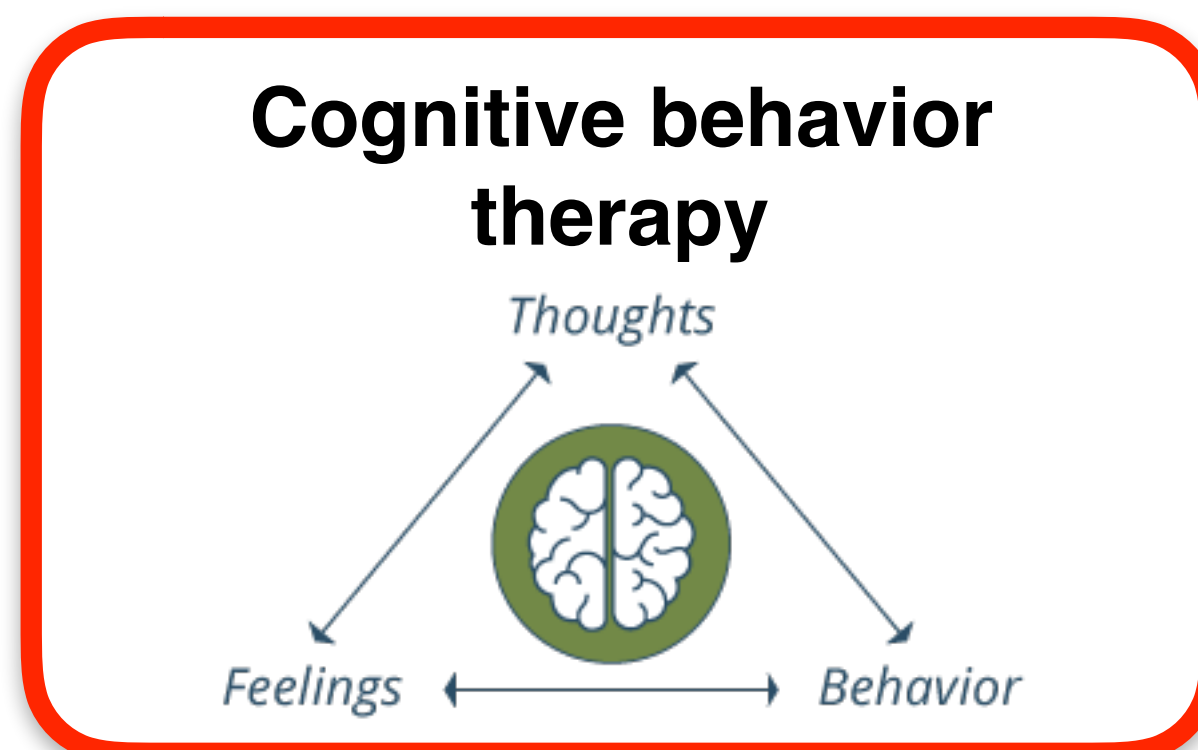 Cognitive behavior
therapy
Thoughts
Feelings
Behavior